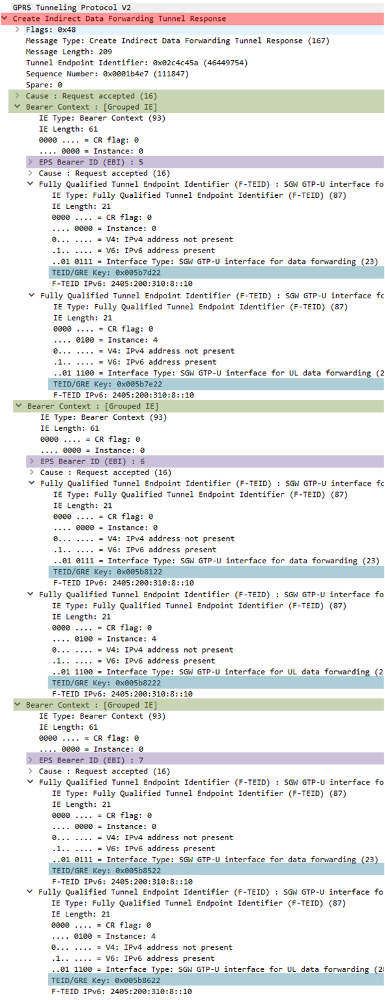 GPRS Tunneling Protocol V2
Create Indirect Data Forwarding Tunnel Response
Flags: 0x48
Message Type: Create Indirect Data Forwarding Tunnel Response (167)
Message Length: 209
Tunnel Endpoint Identifier: 0x02c4c45a (46449754)
Sequence Number: 0x0001b4e7 (111847)
Spare: 0
Cause : Request accepted (16)
Bearer Context : [Grouped IE]
IE Type: Bearer Context (93)
IE Length: 61
0000 .... = CR flag: 0
.... 0000 = Instance: 0
EPS Bearer ID (EBI) : 5
Cause : Request accepted (16)
Fully Qualified Tunnel Endpoint Identifier (F-TEID) : SGW GTP-U interface fo
IE Type: Fully Qualified Tunnel Endpoint Identifier (F-TEID) (87)
IE Length: 21
0000 .... = CR flag: 0
.... 0000 = Instance: 0
0... .... = V4: IPv4 address not present
.1.. .... = V6: IPv6 address present
..01 0111 = Interface Type: SGW GTP-U interface for data forwarding (23)
TEID/GRE Key: 0x005b7d22
F-TEID IPv6: 2405:200:310:8::10
Fully Qualified Tunnel Endpoint Identifier (F-TEID) : SGW GTP-U interface fo
IE Type: Fully Qualified Tunnel Endpoint Identifier (F-TEID) (87)
IE Length: 21
0000 .... = CR flag: 0
.... 0100 = Instance: 4
0... .... = V4: IPv4 address not present
.1.. .... = V6: IPv6 address present
..01 1100 = Interface Type: SGW GTP-U interface for UL data forwarding (2
TEID/GRE Key: 0x005b7e22
F-TEID IPv6: 2405:200:310:8::10
Bearer Context : [Grouped IE]
IE Type: Bearer Context (93)
IE Length: 61
0000 .... = CR flag: 0
.... 0000 = Instance: 0
EPS Bearer ID (EBI) : 6
Cause : Request accepted (16)
Fully Qualified Tunnel Endpoint Identifier (F-TEID) : SGW GTP-U interface fo
IE Type: Fully Qualified Tunnel Endpoint Identifier (F-TEID) (87)
IE Length: 21
0000 .... = CR flag: 0
.... 0000 = Instance: 0
0... .... = V4: IPv4 address not present
.1.. .... = V6: IPv6 address present
..01 0111 = Interface Type: SGW GTP-U interface for data forwarding (23)
TEID/GRE Key: 0x005b8122
F-TEID IPv6: 2405:200:310:8::10
Fully Qualified Tunnel Endpoint Identifier (F-TEID) : SGW GTP-U interface fo
IE Type: Fully Qualified Tunnel Endpoint Identifier (F-TEID) (87)
IE Length: 21
0000 .... = CR flag: 0
.... 0100 = Instance: 4
0... .... = V4: IPv4 address not present
.1.. .... = V6: IPv6 address present
..01 1100 = Interface Type: SGW GTP-U interface for UL data forwarding (2
TEID/GRE Key: 0x005b8222
F-TEID IPv6: 2405:200:310:8::10
Bearer Context : [Grouped IE]
IE Type: Bearer Context (93)
IE Length: 61
0000 .... = CR flag: 0
.... 0000 = Instance: 0
EPS Bearer ID (EBI) : 7
Cause : Request accepted (16)
Fully Qualified Tunnel Endpoint Identifier (F-TEID) : SGW GTP-U interface fo
IE Type: Fully Qualified Tunnel Endpoint Identifier (F-TEID) (87)
IE Length: 21
0000 .... = CR flag: 0
.... 0000 = Instance: 0
0... .... = V4: IPv4 address not present
.1.. .... = V6: IPv6 address present
..01 0111 = Interface Type: SGW GTP-U interface for data forwarding (23)
TEID/GRE Key: 0x005b8522
F-TEID IPv6: 2405:200:310:8::10
Fully Qualified Tunnel Endpoint Identifier (F-TEID) : SGW GTP-U interface fo
IE Type: Fully Qualified Tunnel Endpoint Identifier (F-TEID) (87)
IE Length: 21
0000 .... = CR flag: 0
.... 0100 = Instance: 4
0... .... = V4: IPv4 address not present
.1.. .... = V6: IPv6 address present
..01 1100 = Interface Type: SGW GTP-U interface for UL data forwarding (28
TEID/GRE Key: 0x005b8622
F-TEID IPv6: 2405:200:310:8::10